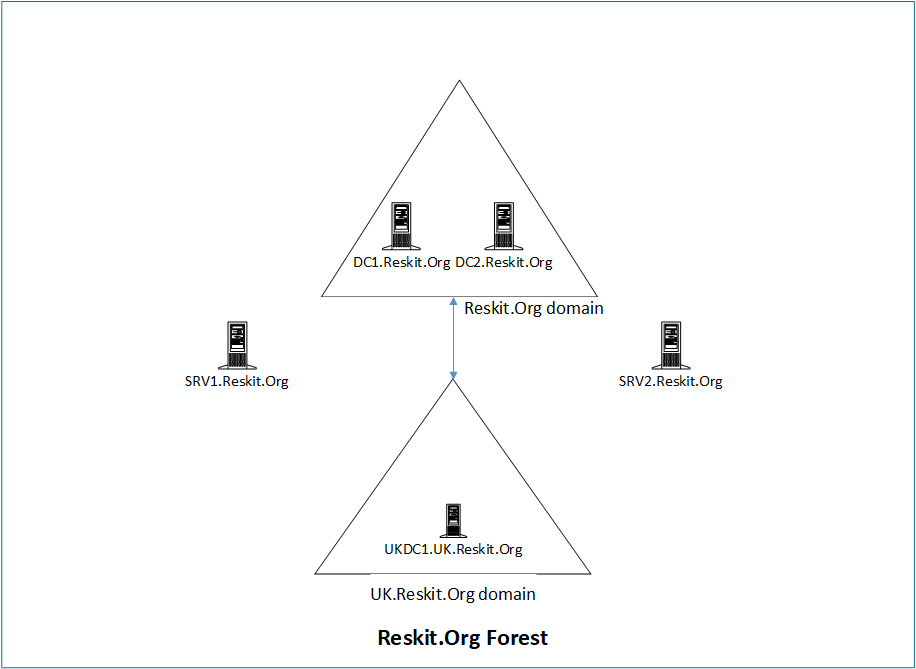 DC1.Reskit.Org DC2.Reskit.Org
Reskit.Org domain
SRV1.Reskit.Org
SRV2.Reskit.Org
UKDC1.UK.Reskit.Org
UK.Reskit.Org domain
Reskit.Org Forest